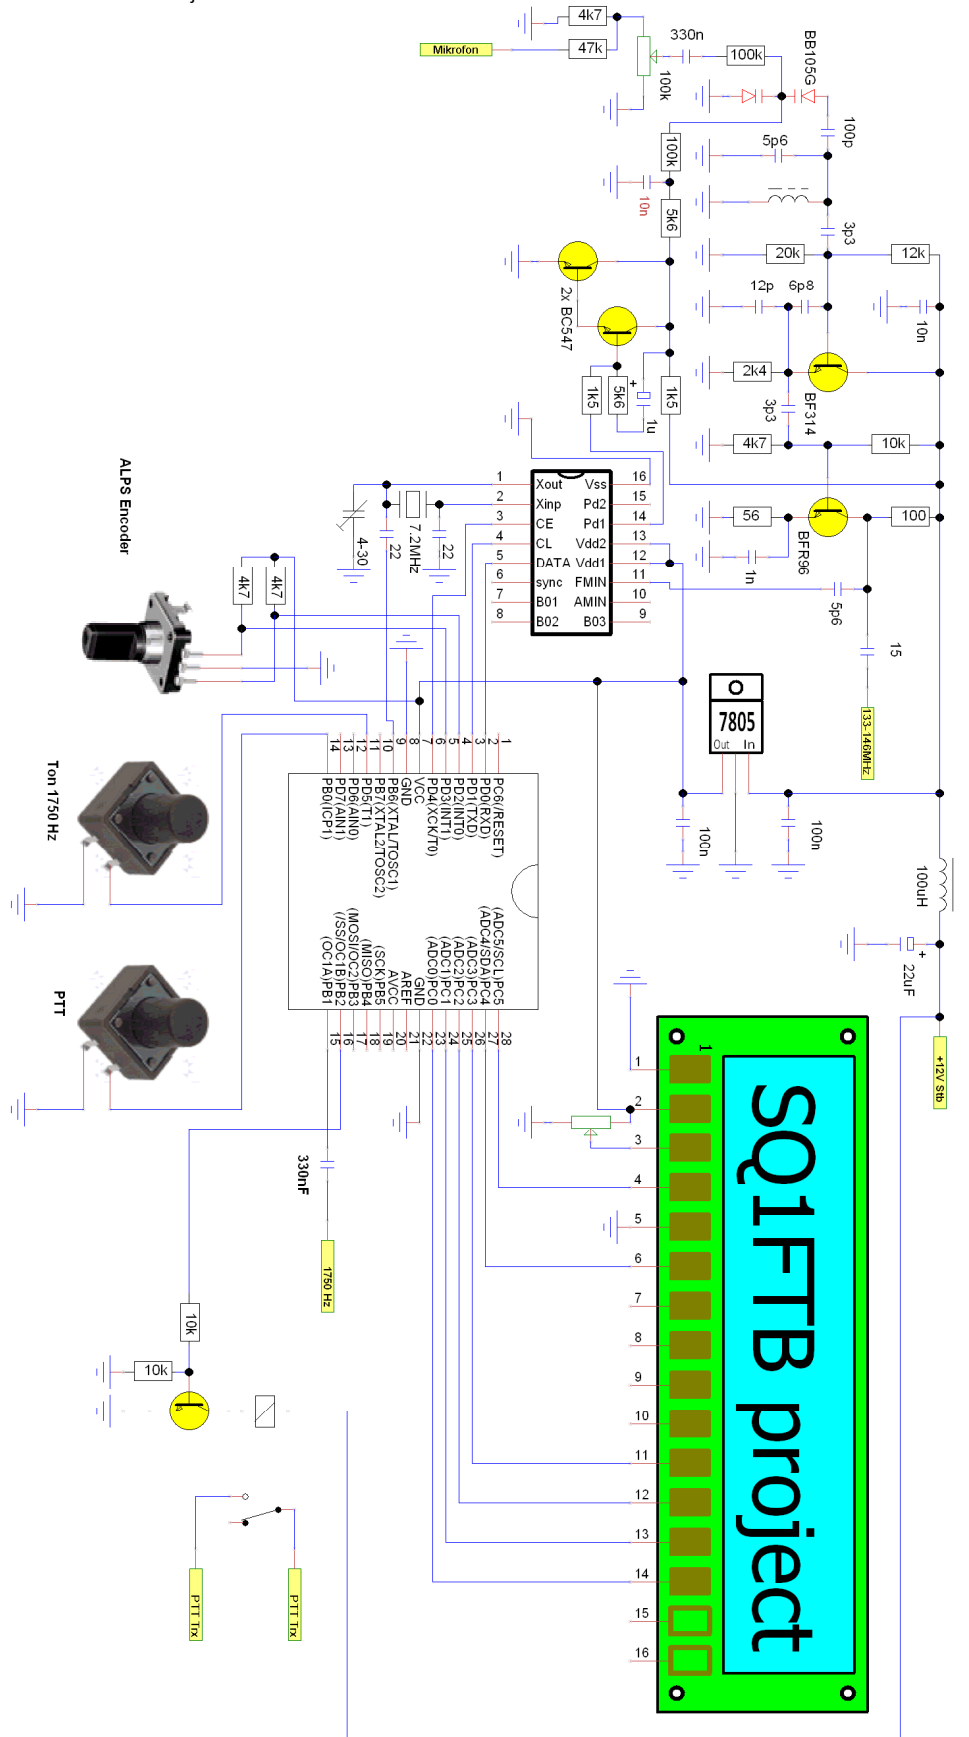 4k7
47k
Mikrofon
330n
100k
100k
BB105G
100p
5p6
100k
10n
5k6
3p3
20k
12k
12p
6p8
10n
2x BC547
2k4
BF314
1k5
5k6
+
1u
1k5
3p3
4k7
10k
56
BFR96
100
1n
5p6
15
133-146MHz
1 Xout
2 Xinp
3 CE
4 CL
5 DATA
6 sync
7 B01
8 B02
Vss 16
Pd2 15
Pd1 14
Vdd2 13
Vdd1 12
FMIN 11
AMIN 10
B03 9
4-30
22
7.2MHz
22
ALPS Encoder
4k7
4k7
7805
Out In
100n
100n
100uH
+
22uF
+12V Stb
1 PC6(/RESET)
2 PD0(RXD)
3 PD1(TXD)
4 PD2(INT0)
5 PD3(INT1)
6 PD4(XCK/T0)
7 VCC
8 GND
9 PB6(XTAL/TOSC1)
10 PB7(XTAL2/TOSC2)
11 PD5(T1)
12 PD6(AIN0)
13 PD7(AIN1)
14 PB0(ICP1)
(ADC5/SCL)PC5 28
(ADC4/SDA)PC4 27
(ADC3)PC3 26
(ADC2)PC2 25
(ADC1)PC1 24
(ADC0)PC0 23
GND 22
AREF 21
AVCC 20
(SCK)PB5 19
(MISO)PB4 18
(MOSI/OC2)PB3 17
(/SS/OC1B)PB2 16
(OC1A)PB1 15
Ton 1750 Hz
PTT
330nF
1750 Hz
10k
10k
PTT Trx
PTT Trx
1
1
2
3
4
5
6
7
8
9
10
11
12
13
14
15
16
SQ1FTB project